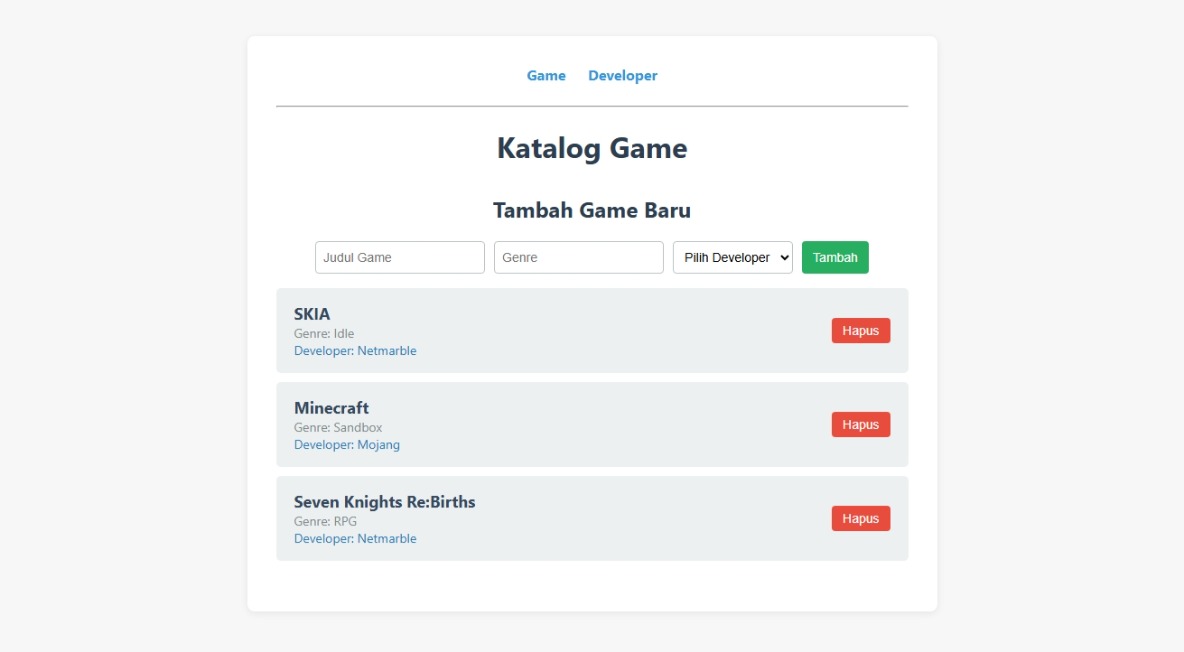 Game Developer
Katalog Game
Tambah Game Baru
Judul Game Genre Pilih Developer Tambah
SKIA
Genre: Idle
Developer: Netmarble
Hapus
Minecraft
Genre: Sandbox
Developer: Mojang
Hapus
Seven Knights Re:Births
Genre: RPG
Developer: Netmarble
Hapus